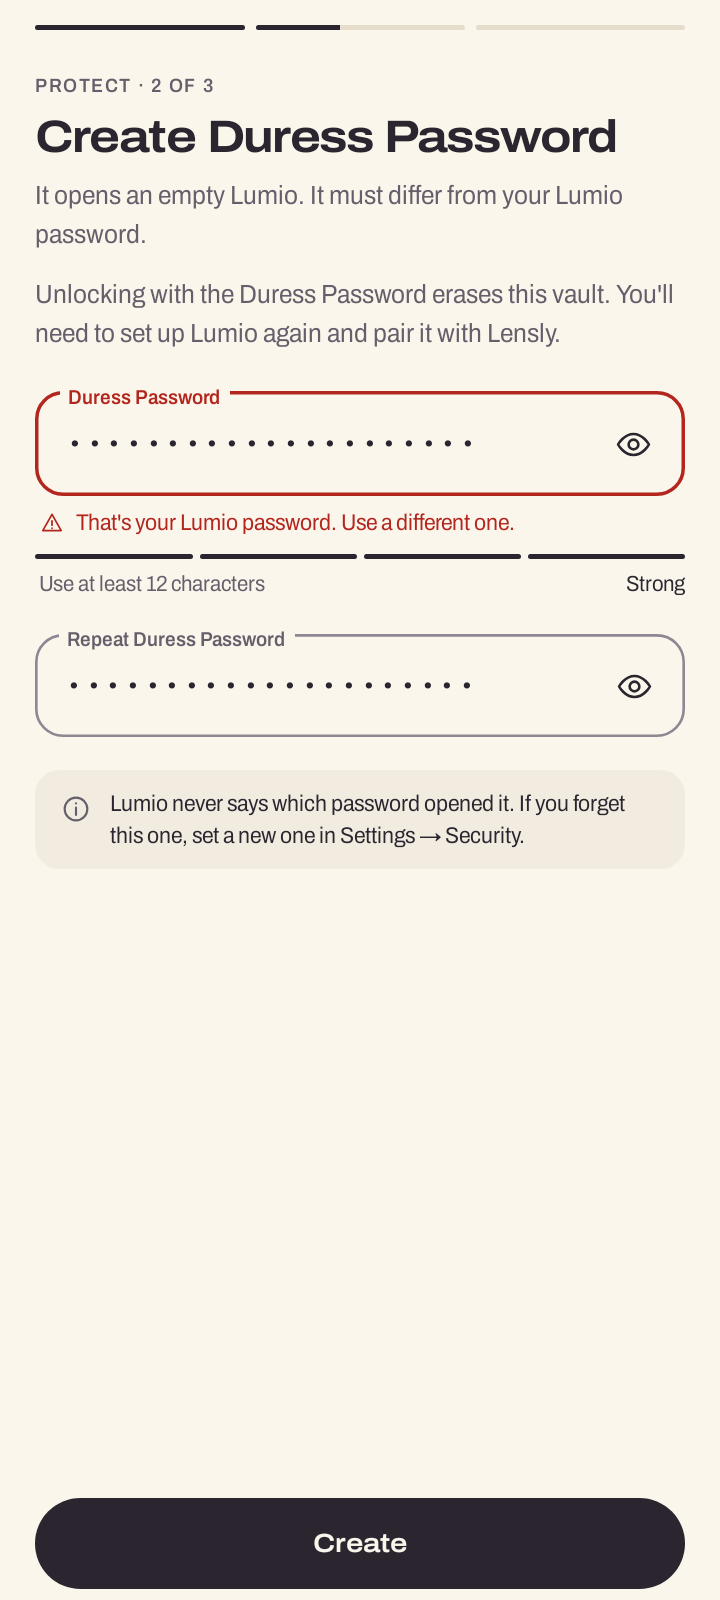 PROTECT · 2 OF 3
Create Duress Password
It opens an empty Lumio. It must differ from your Lumio
password.
Unlocking with the Duress Password erases this vault. You'll
need to set up Lumio again and pair it with Lensly.
Duress Password
• • • • • • • • • • • • • • • • • • • • •
That's your Lumio password. Use a different one.
Use at least 12 characters
Strong
Repeat Duress Password
• • • • • • • • • • • • • • • • • • • • •
Lumio never says which password opened it. If you forget
this one, set a new one in Settings → Security.
Create